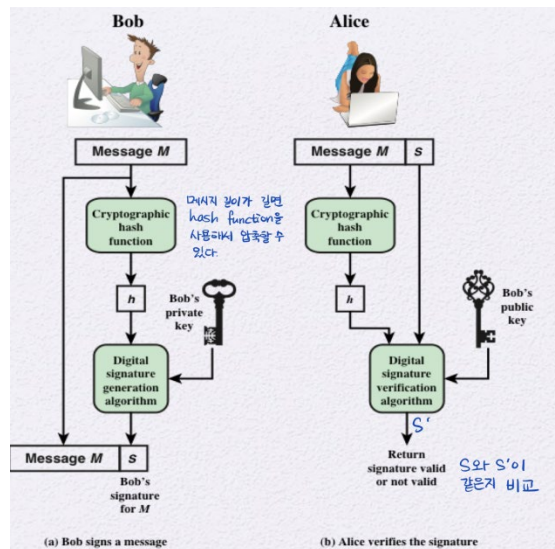 Bob
Alice
Message M
Message M S
Cryptographic
hash
function
메시지 길이가 길면
hash function을
사용해서 압축할 수
있다.
Cryptographic
hash
function
h
Bob's
private
key
h
Bob's
public
key
Digital
signature
generation
algorithm
Digital
signature
verification
algorithm
S'
Message M S
Bob's
signature
for M
Return
signature valid
or not valid
S와 S'이
같은지 비교
(a) Bob signs a message
(b) Alice verifies the signature